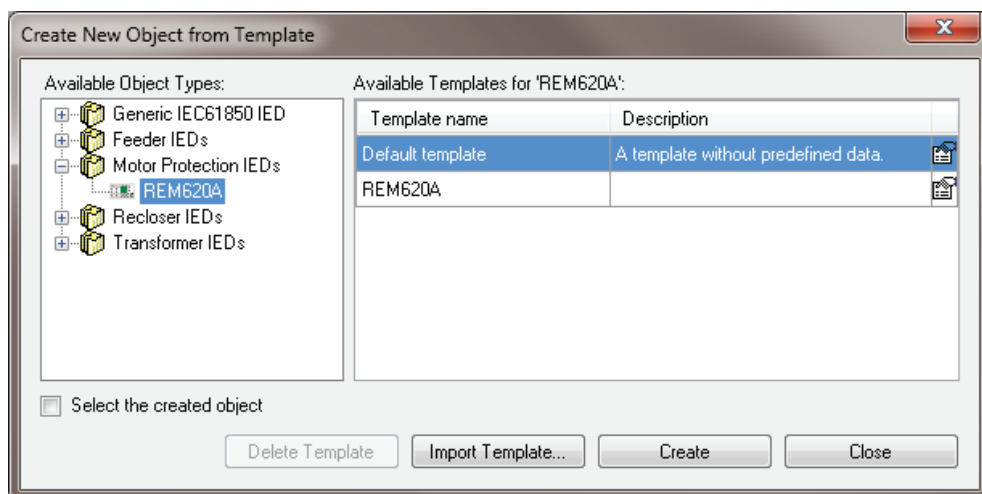 Create New Object from Template
Available Object Types:
Generic IEC61850 IED
Feeder IEDs
Motor Protection IEDs
REM620A
Recloser IEDs
Transformer IEDs
Available Templates for 'REM620A':
Template name Description
Default template A template without predefined data.
REM620A
Select the created object
Delete Template Import Template... Create Close